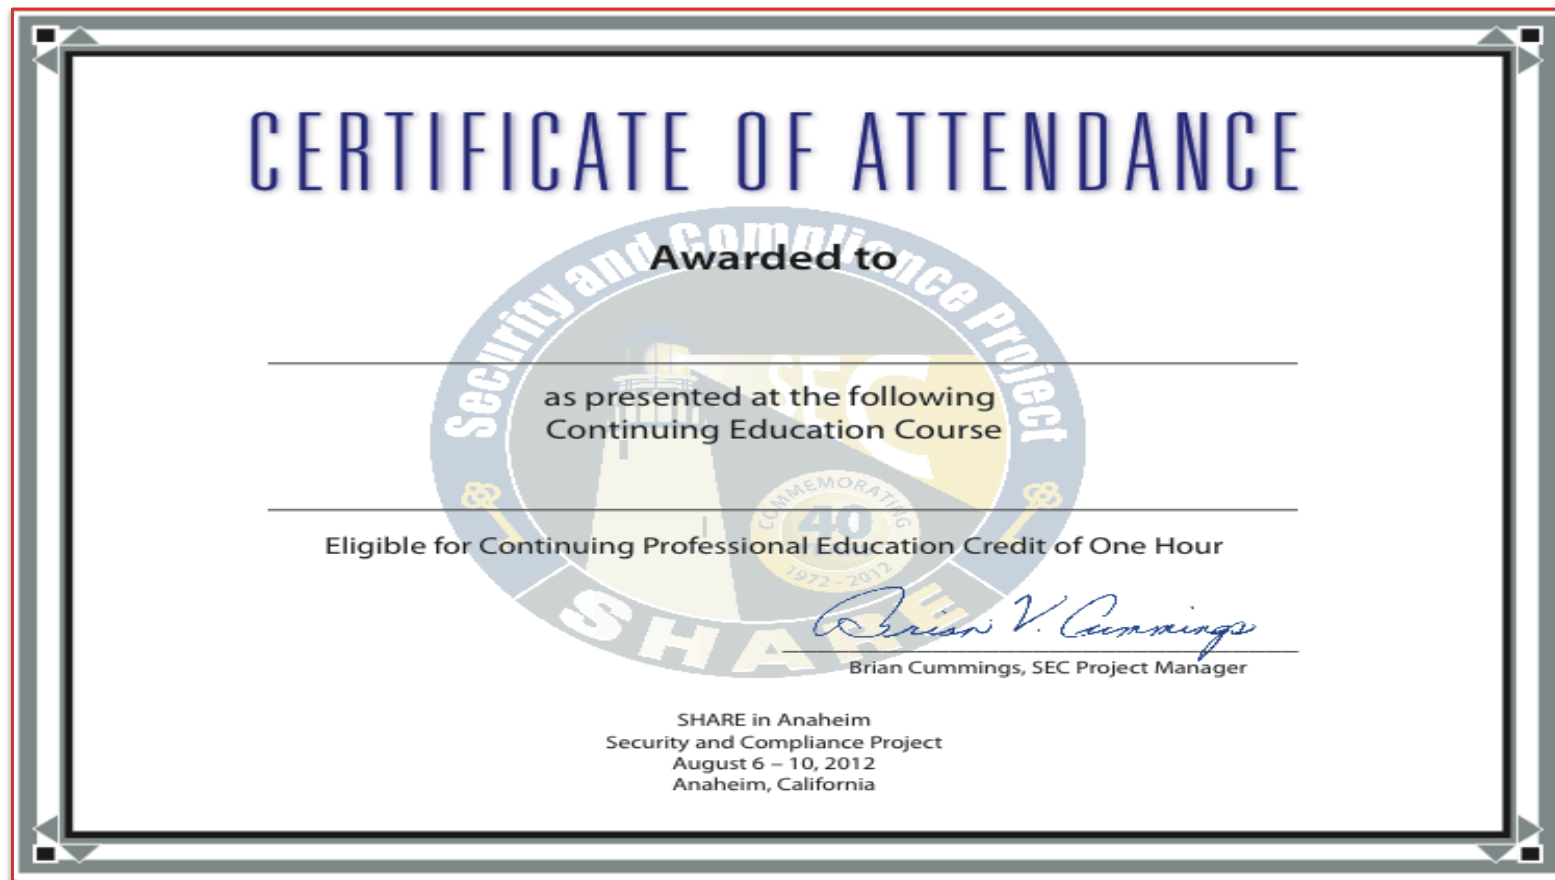 CERTIFICATE OF ATTENDANCE
Security and Compliance Project
Awarded to
SEC
as presented at the following
Continuing Education Course
COMMEMORATING
40
1972 - 2012
Eligible for Continuing Professional Education Credit of One Hour
SHARE
Brian V. Cummings
Brian Cummings, SEC Project Manager
SHARE in Anaheim
Security and Compliance Project
August 6 – 10, 2012
Anaheim, California